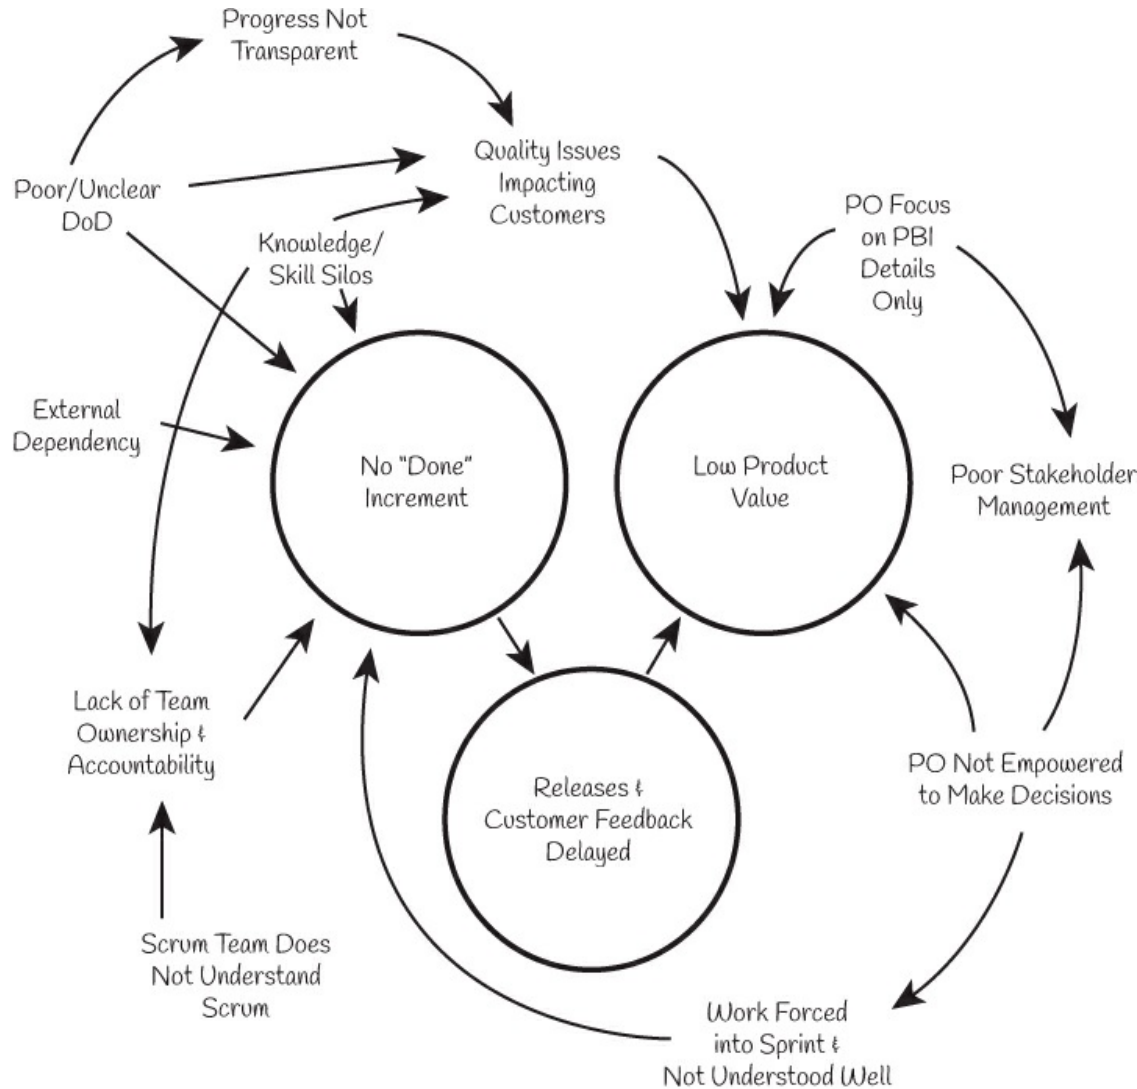 Progress Not
Transparent
Quality Issues
Impacting
Customers
Poor/Unclear
DoD
PO Focus
on PBI
Details
Only
Knowledge/
Skill Silos
External
Dependency
No "Done"
Increment
Low Product
Value
Poor Stakeholder
Management
Lack of Team
Ownership &
Accountability
Releases &
Customer Feedback
Delayed
PO Not Empowered
to Make Decisions
Scrum Team Does
Not Understand
Scrum
Work Forced
into Sprint &
Not Understood Well